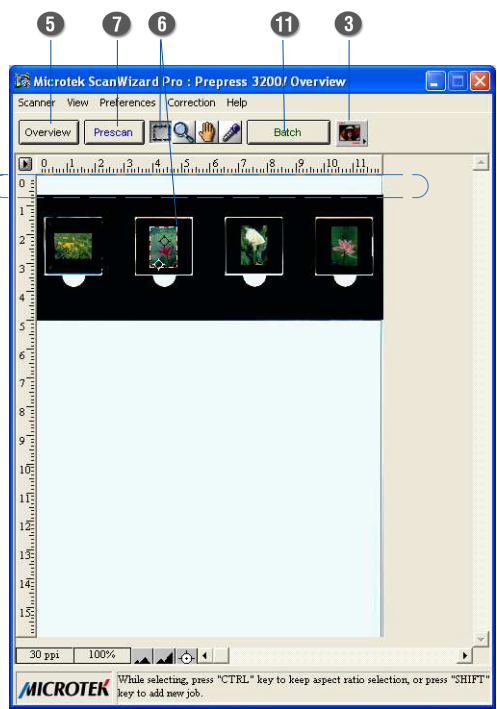 5 7 6 11 3
Microtek ScanWizard Pro : Prepress 3200/ Overview
Scanner View Preferences Correction Help
Overview Prescan Batch
0 1 2 3 4 5 6 7 8 9 10 11
0
1
2
3
4
5
6
7
8
9
10
11
12
13
14
15
30 ppi 100%
MICROTEK
While selecting, press "CTRL" key to keep aspect ratio selection, or press "SHIFT"
key to add new job.